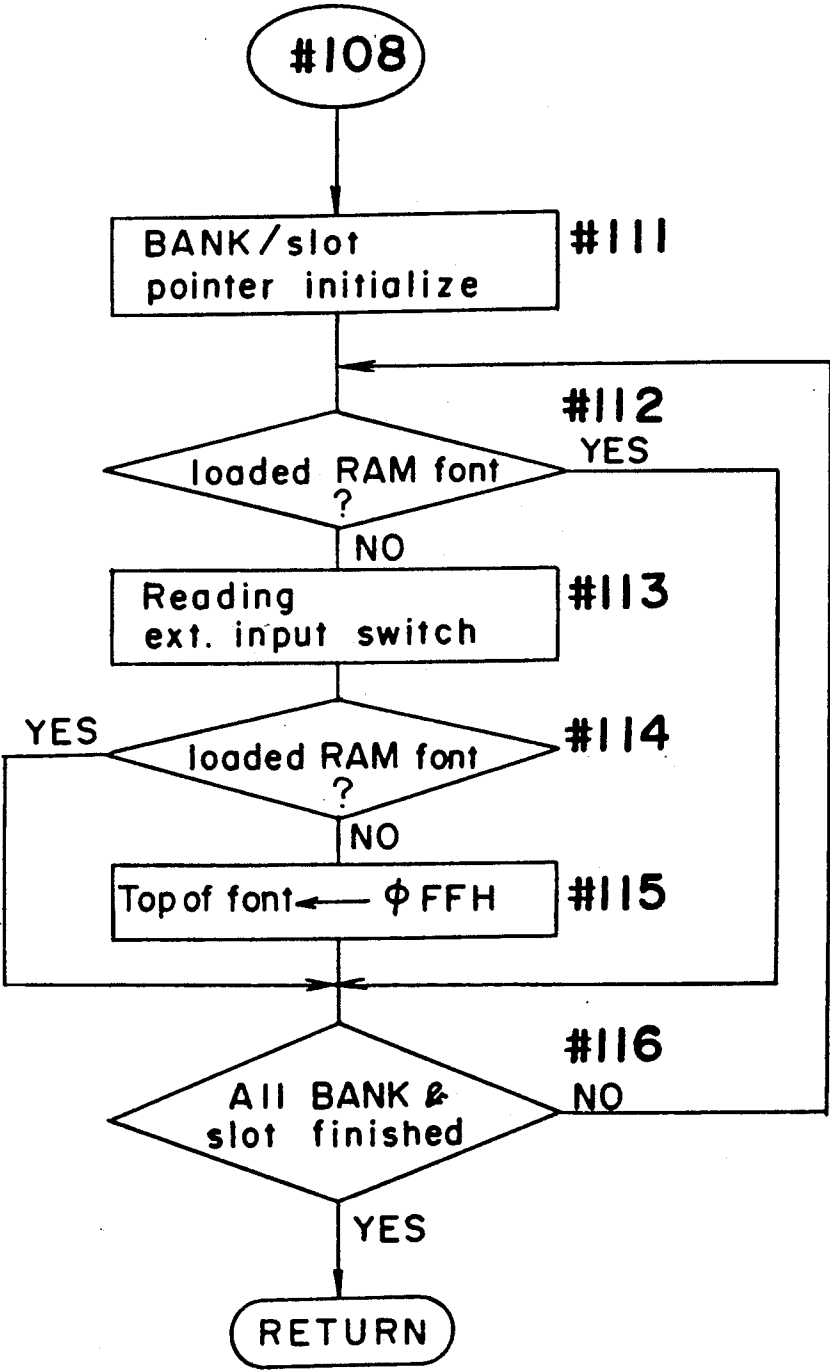 #108
BANK/slot
pointer initialize
#111
#112
loaded RAM font
?
YES
NO
Reading
ext. input switch
#113
YES
loaded RAM font
?
#114
NO
Top of font ← φFFH
#115
#116
All BANK &
slot finished
NO
YES
RETURN